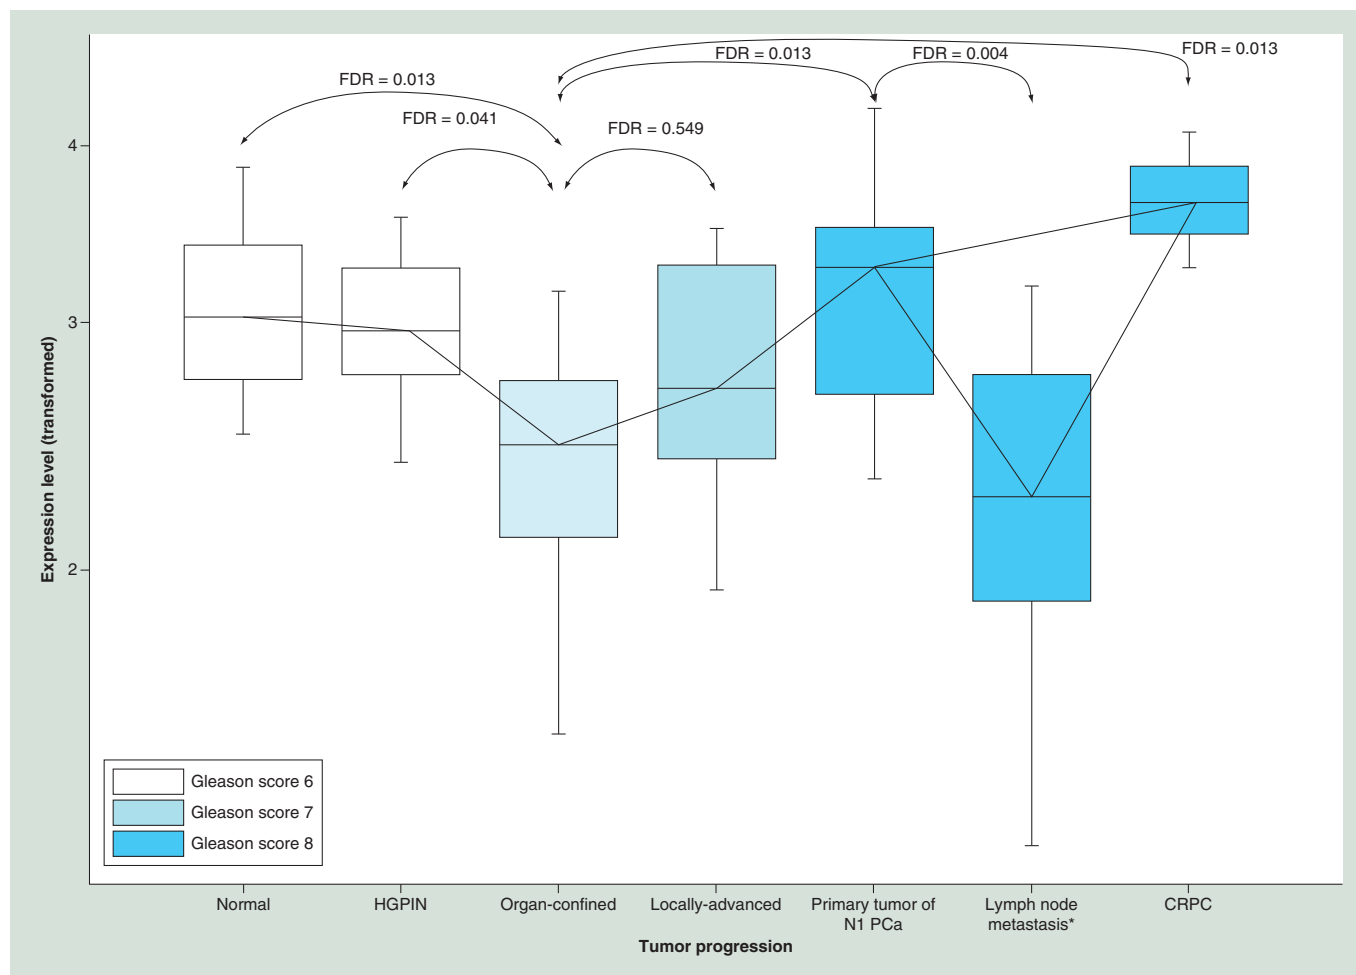 FDR = 0.013
FDR = 0.004
FDR = 0.013
FDR = 0.013
FDR = 0.041
FDR = 0.549
4
3
2
Expression level (transformed)
Gleason score 6
Gleason score 7
Gleason score 8
Normal
HGPIN
Organ-confined
Locally-advanced
Primary tumor of
N1 PCa
Lymph node
metastasis*
CRPC
Tumor progression